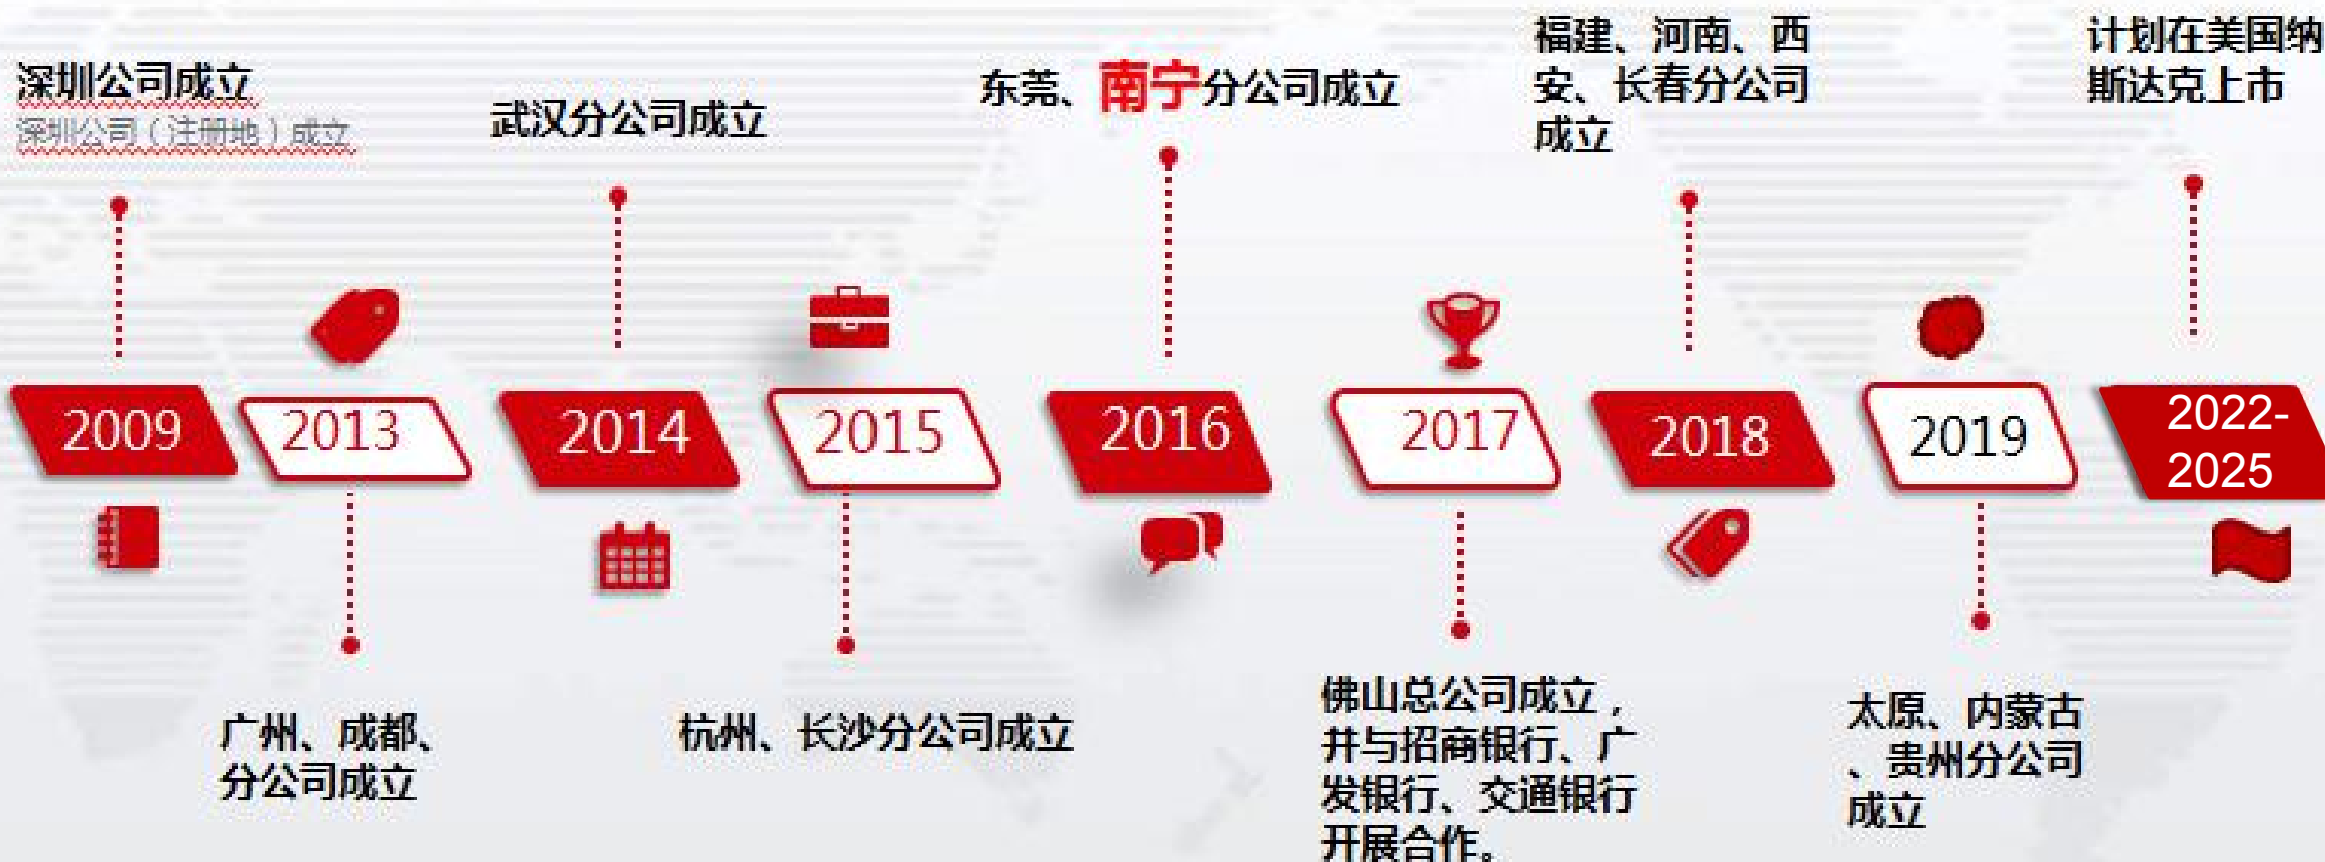 深圳公司成立
深圳公司（注册地）成立
武汉分公司成立
东莞、南宁分公司成立
福建、河南、西
安、长春分公司
成立
计划在美国纳
斯达克上市
2009
2013
2014
2015
2016
2017
2018
2019
2022-
2025
广州、成都、
分公司成立
杭州、长沙分公司成立
佛山总公司成立，
并与招商银行、广
发银行、交通银行
开展合作。
太原、内蒙古
、贵州分公司
成立